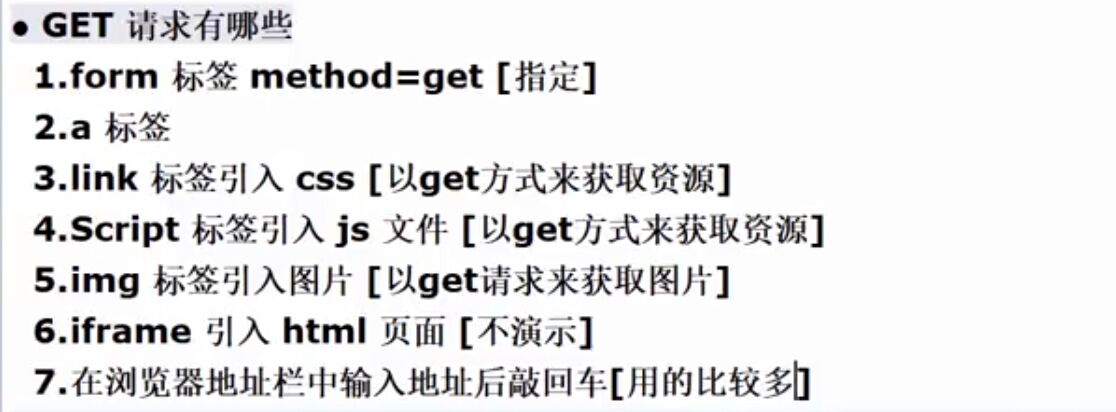 ● GET 请求有哪些
1.form 标签 method=get [指定]
2.a 标签
3.link 标签引入 css [以get方式来获取资源]
4.Script 标签引入 js 文件 [以get方式来获取资源]
5.img 标签引入图片 [以get请求来获取图片]
6.iframe 引入 html 页面 [不演示]
7.在浏览器地址栏中输入地址后敲回车[用的比较多]